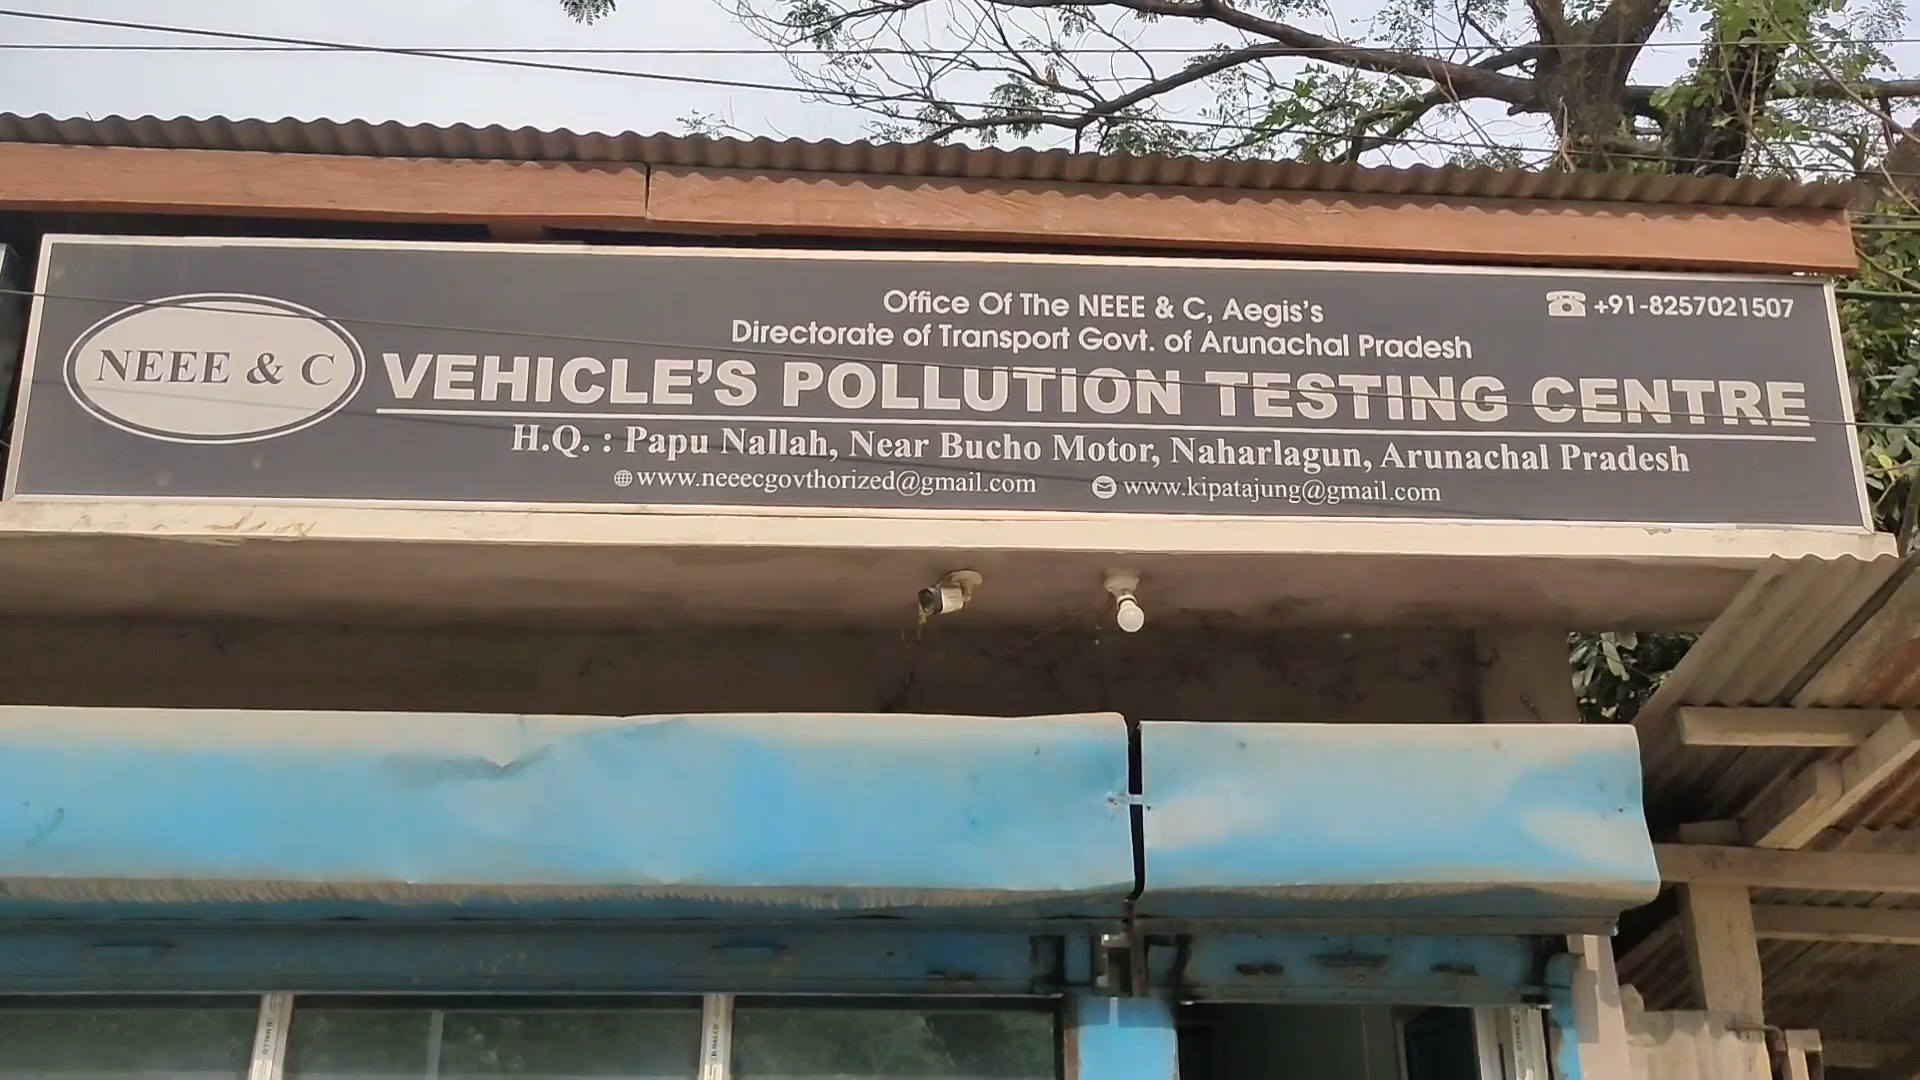 Office Of The NEEE & C, Aegis's
+91-8257021507
Directorate of Transport Govt. of Arunachal Pradesh
NEEE & C
VEHICLE'S POLLUTION TESTING CENTRE
H.Q. : Papu Nallah, Near Bucho Motor, Naharlagun, Arunachal Pradesh
www.neeecgovthorized@gmail.com
www.kipatajung@gmail.com